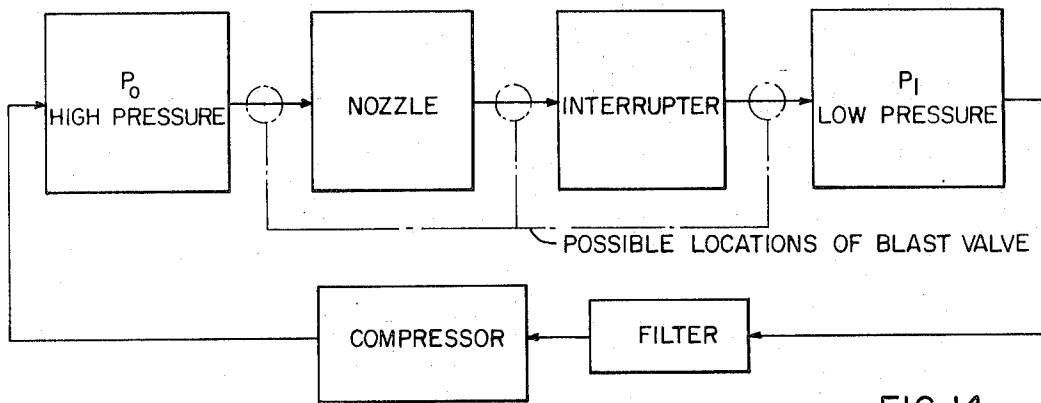 P0
HIGH PRESSURE
NOZZLE
INTERRUPTER
P1
LOW PRESSURE
POSSIBLE LOCATIONS OF BLAST VALVE
COMPRESSOR
FILTER